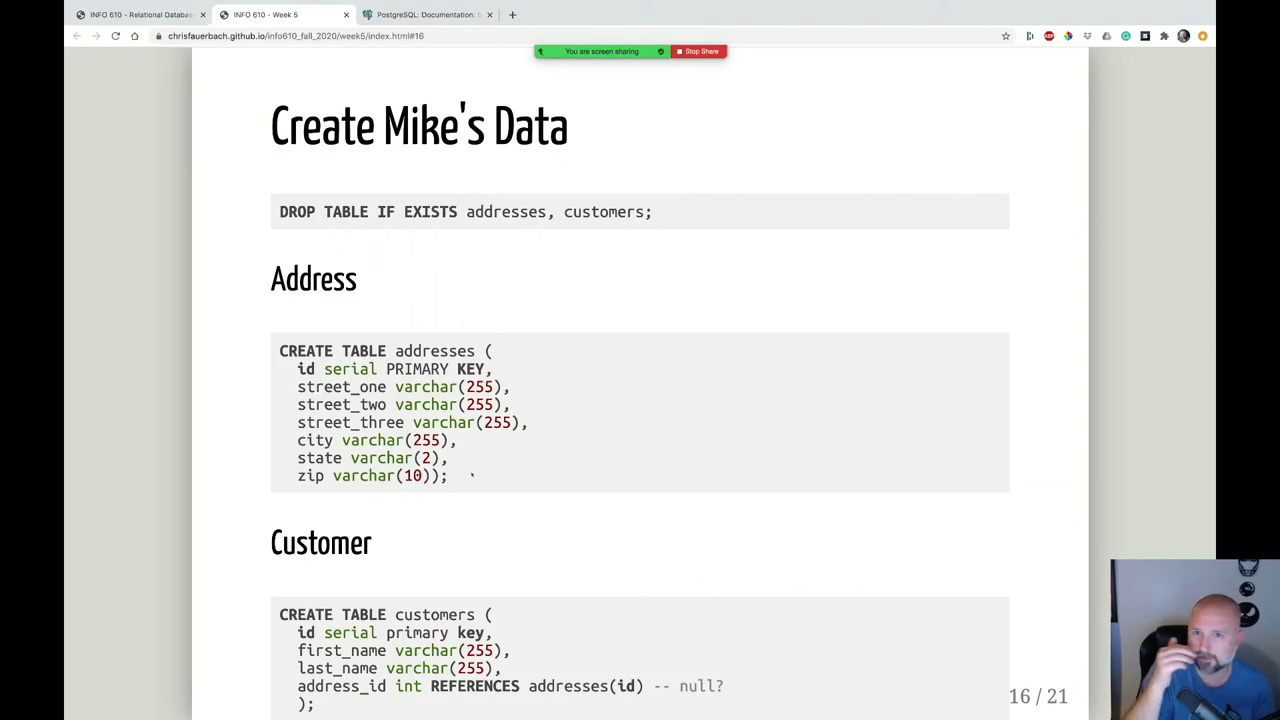 INFO 610 - Relational Databas
INFO 610 - Week 5
PostgreSQL: Documentation:
chrisfauerbach.github.io/info610_fall_2020/week5/index.html#16
You are screen sharing
Stop Share
ABP
Create Mike's Data
DROP TABLE IF EXISTS addresses, customers;
Address
CREATE TABLE addresses (
id serial PRIMARY KEY,
street_one varchar(255),
street_two varchar(255),
street_three varchar(255),
city varchar(255),
state varchar(2),
zip varchar(10));
Customer
CREATE TABLE customers (
id serial primary key,
first_name varchar(255),
last_name varchar(255),
address_id int REFERENCES addresses(id) -- null?
);
16 / 21